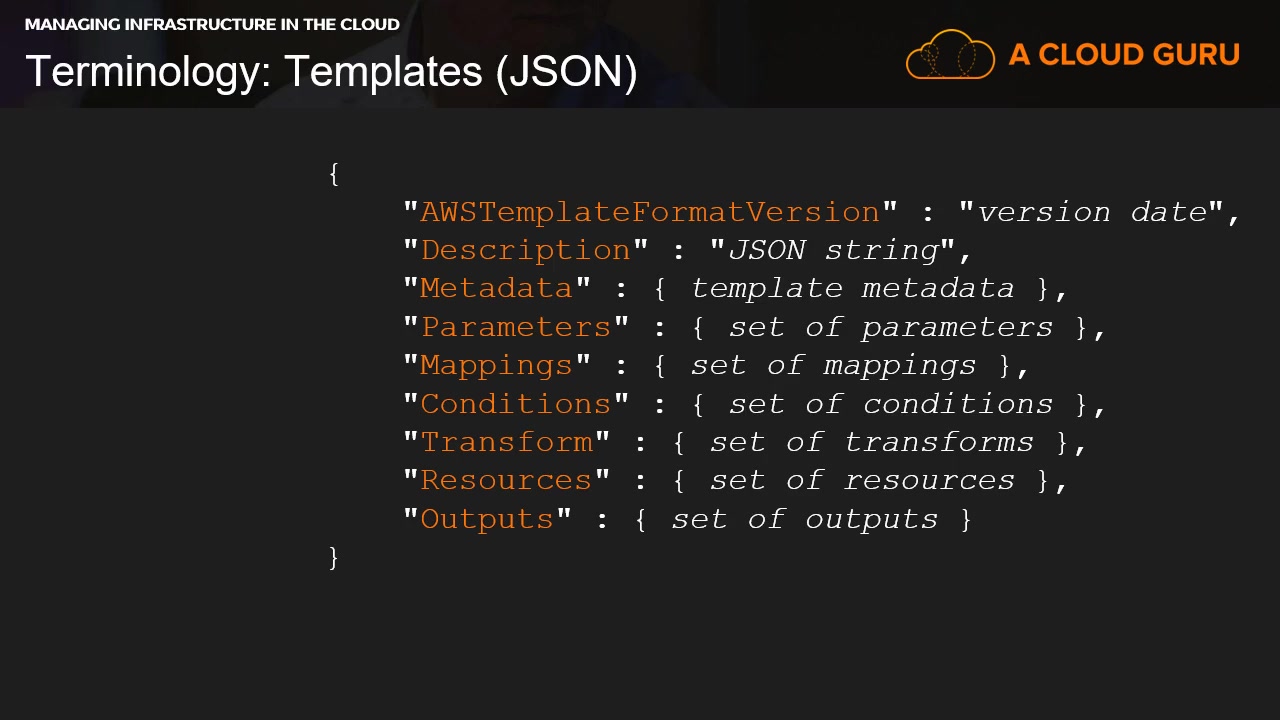 MANAGING INFRASTRUCTURE IN THE CLOUD
Terminology: Templates (JSON)
A CLOUD GURU
{
"AWSTemplateFormatVersion" : "version date",
"Description" : "JSON string",
"Metadata" : { template metadata },
"Parameters" : { set of parameters },
"Mappings" : { set of mappings },
"Conditions" : { set of conditions },
"Transform" : { set of transforms },
"Resources" : { set of resources },
"Outputs" : { set of outputs }
}